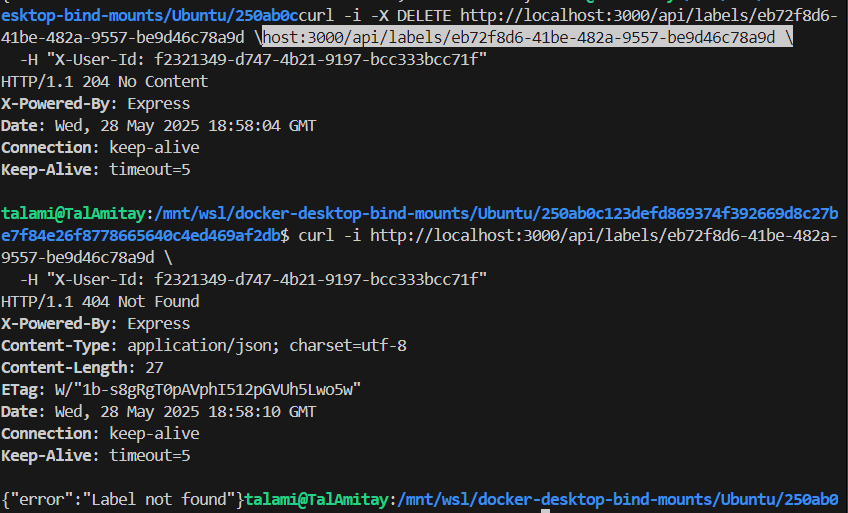 esktop-bind-mounts/Ubuntu/250ab0ccurl -i -X DELETE http://localhost:3000/api/labels/eb72f8d6-
41be-482a-9557-be9d46c78a9d \host:3000/api/labels/eb72f8d6-41be-482a-9557-be9d46c78a9d \
  -H "X-User-Id: f2321349-d747-4b21-9197-bcc333bcc71f"
HTTP/1.1 204 No Content
X-Powered-By: Express
Date: Wed, 28 May 2025 18:58:04 GMT
Connection: keep-alive
Keep-Alive: timeout=5
talami@TalAmitay:/mnt/wsl/docker-desktop-bind-mounts/Ubuntu/250ab0c123defd869374f392669d8c27b
e7f84e26f8778665640c4ed469af2db$ curl -i http://localhost:3000/api/labels/eb72f8d6-41be-482a-
9557-be9d46c78a9d \
  -H "X-User-Id: f2321349-d747-4b21-9197-bcc333bcc71f"
HTTP/1.1 404 Not Found
X-Powered-By: Express
Content-Type: application/json; charset=utf-8
Content-Length: 27
ETag: W/"1b-s8gRgT0pAVphI512pGVUh5Lwo5w"
Date: Wed, 28 May 2025 18:58:10 GMT
Connection: keep-alive
Keep-Alive: timeout=5
{"error":"Label not found"}talami@TalAmitay:/mnt/wsl/docker-desktop-bind-mounts/Ubuntu/250ab0